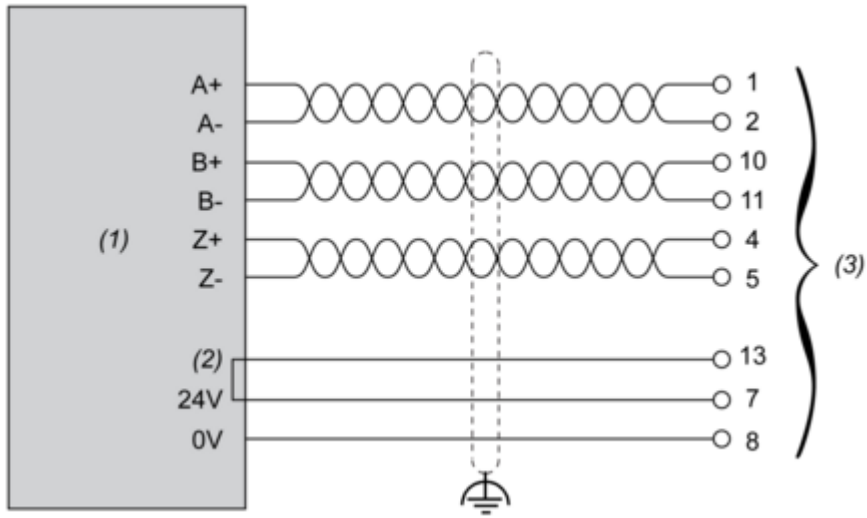 A+ 1
A- 2
B+ 10
B- 11
(1) Z+ 4 (3)
Z- 5
(2) 13
24V 7
0V 8